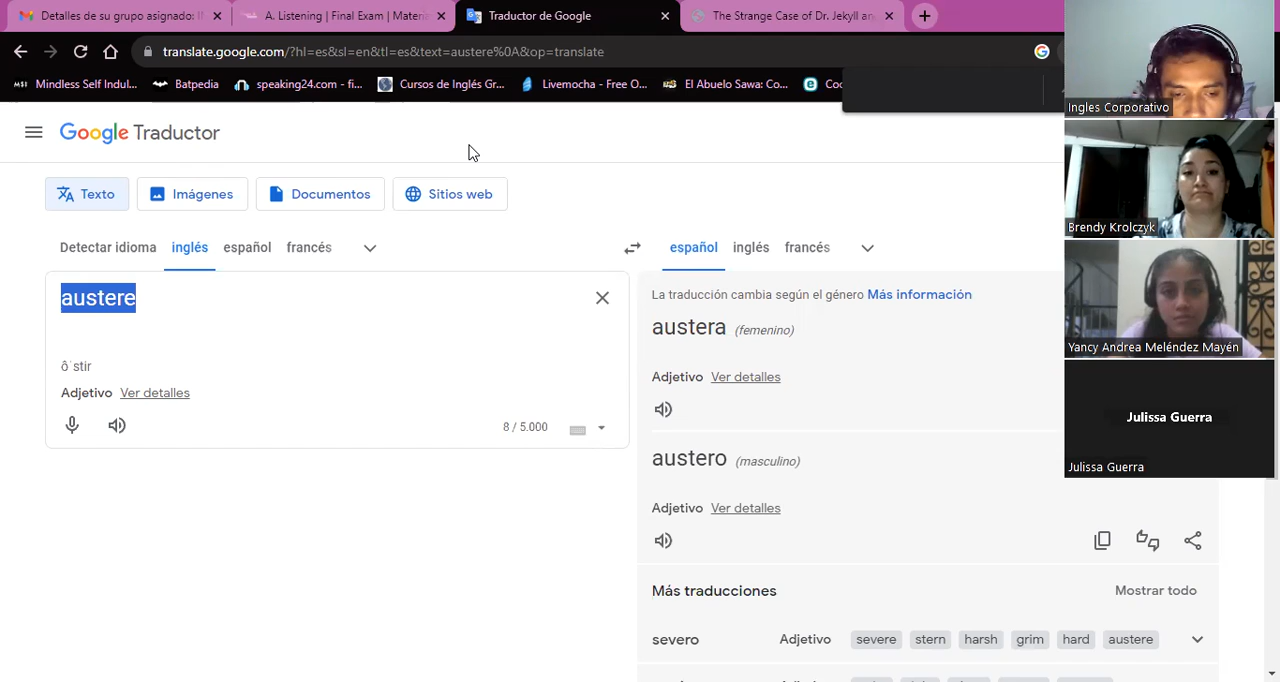 Detalles de su grupo asignado: I
A. Listening | Final Exam | Materi
Traductor de Google
The Strange Case of Dr. Jekyll an
translate.google.com/?hl=es&sl=en&tl=es&text=austere%0A&op=translate
Mindless Self Indul...
Batpedia
speaking24.com - fi...
Cursos de Inglés Gr...
Livemocha - Free O...
El Abuelo Sawa: Co...
Coo
Google Traductor
Texto
Imágenes
Documentos
Sitios web
Detectar idioma inglés español francés
español inglés francés
austere
ôˈstir
Adjetivo Ver detalles
8 / 5.000
La traducción cambia según el género Más información
austera (femenino)
Adjetivo Ver detalles
austero (masculino)
Adjetivo Ver detalles
Más traducciones
Mostrar todo
severo Adjetivo severe stern harsh grim hard austere
Ingles Corporativo
Brendy Krolczyk
Yancy Andrea Meléndez Mayén
Julissa Guerra
Julissa Guerra